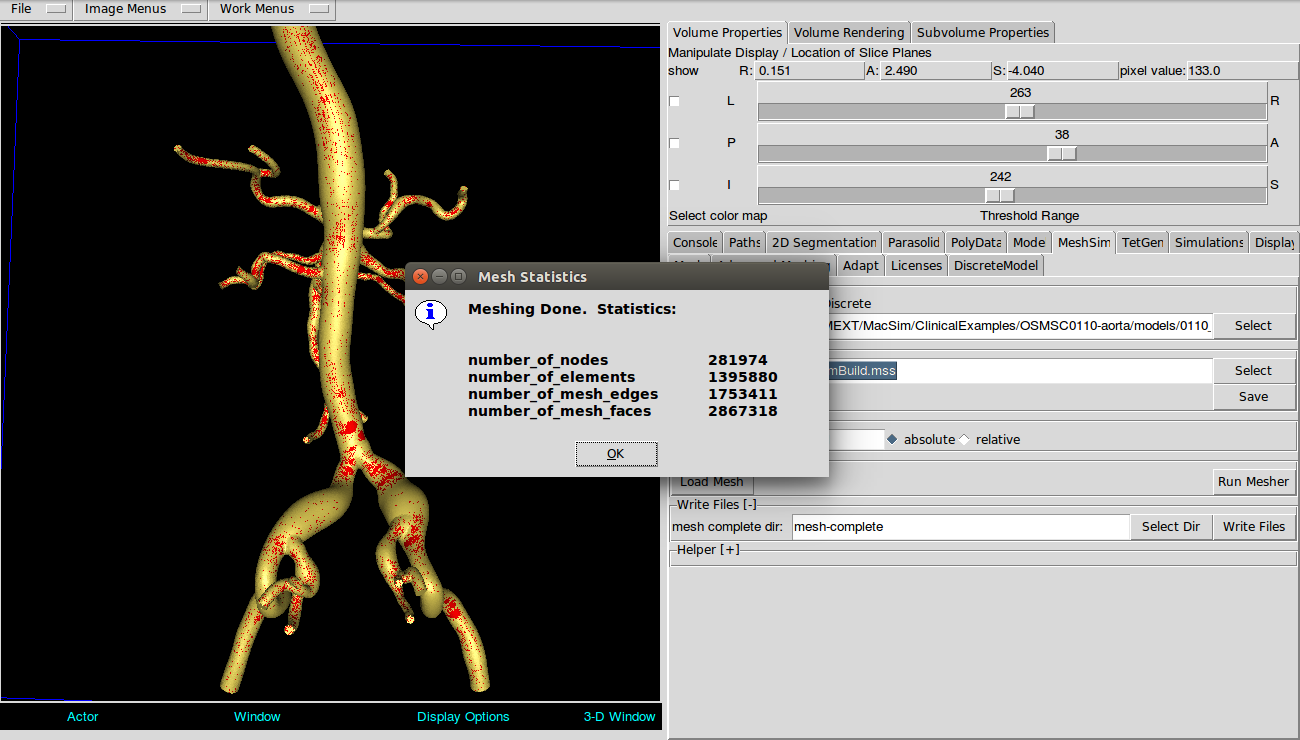 File Image Menus Work Menus
Volume Properties Volume Rendering Subvolume Properties
Manipulate Display / Location of Slice Planes
show R: 0.151 A: 2.490 S: -4.040 pixel value: 133.0
263
L R
38
P A
242
I S
Select color map Threshold Range
Console Paths 2D Segmentation Parasolid PolyData Mode MeshSim TetGen Simulations Display
Adapt Licenses DiscreteModel
Mesh Statistics
Meshing Done. Statistics:
number_of_nodes 281974
number_of_elements 1395880
number_of_mesh_edges 1753411
number_of_mesh_faces 2867318
OK
Discrete
MEXT/MacSim/ClinicalExamples/OSMSC0110-aorta/models/0110_ Select
mBuild.mss Select
Save
absolute relative
Load Mesh Run Mesher
Write Files [-]
mesh complete dir: mesh-complete Select Dir Write Files
Helper [+]
Actor Window Display Options 3-D Window